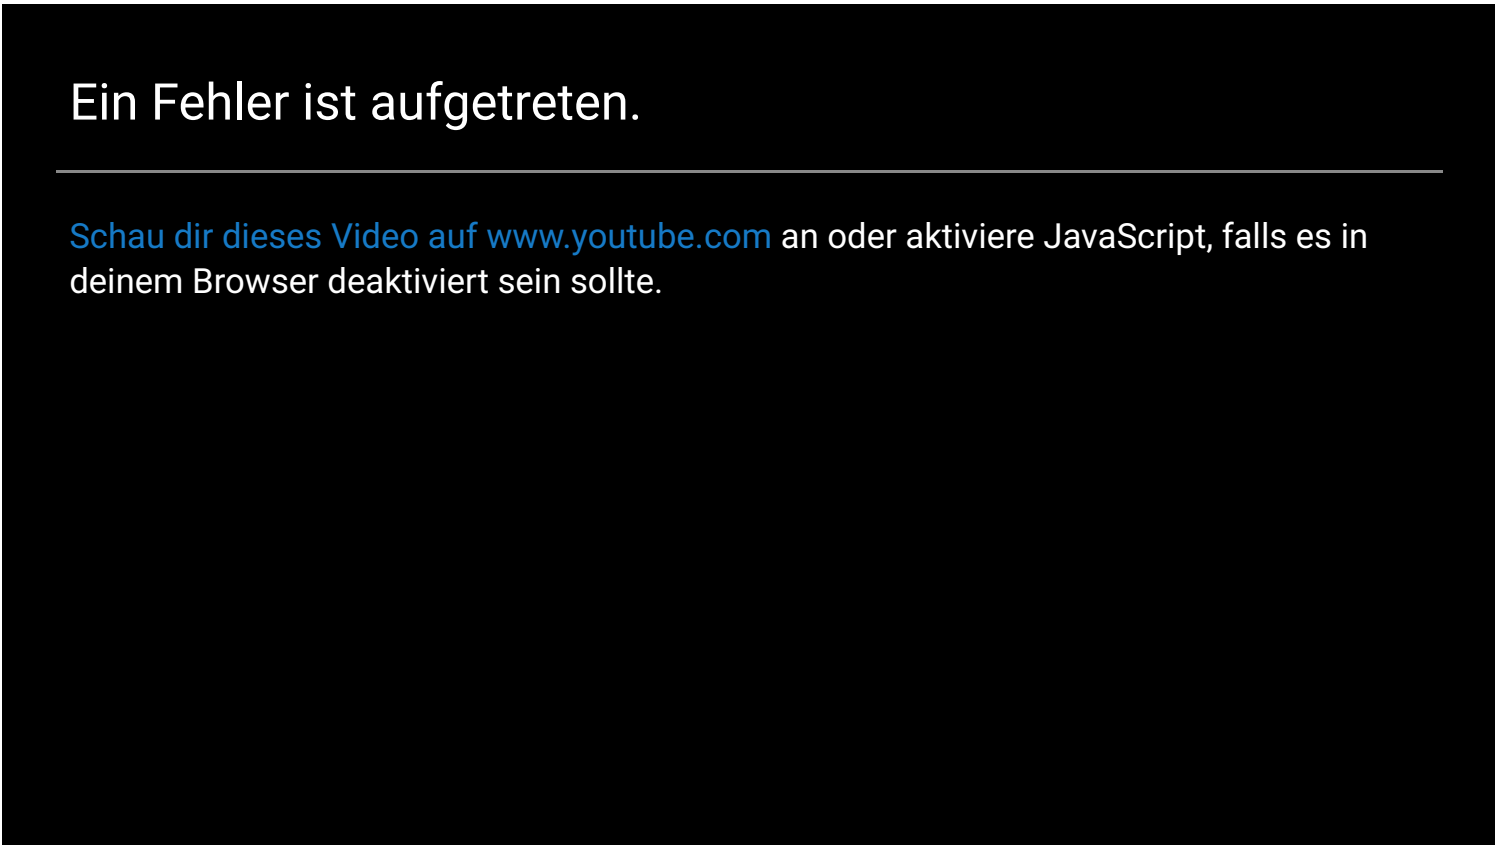 Ein Fehler ist aufgetreten.
Schau dir dieses Video auf www.youtube.com an oder aktiviere JavaScript, falls es in
deinem Browser deaktiviert sein sollte.